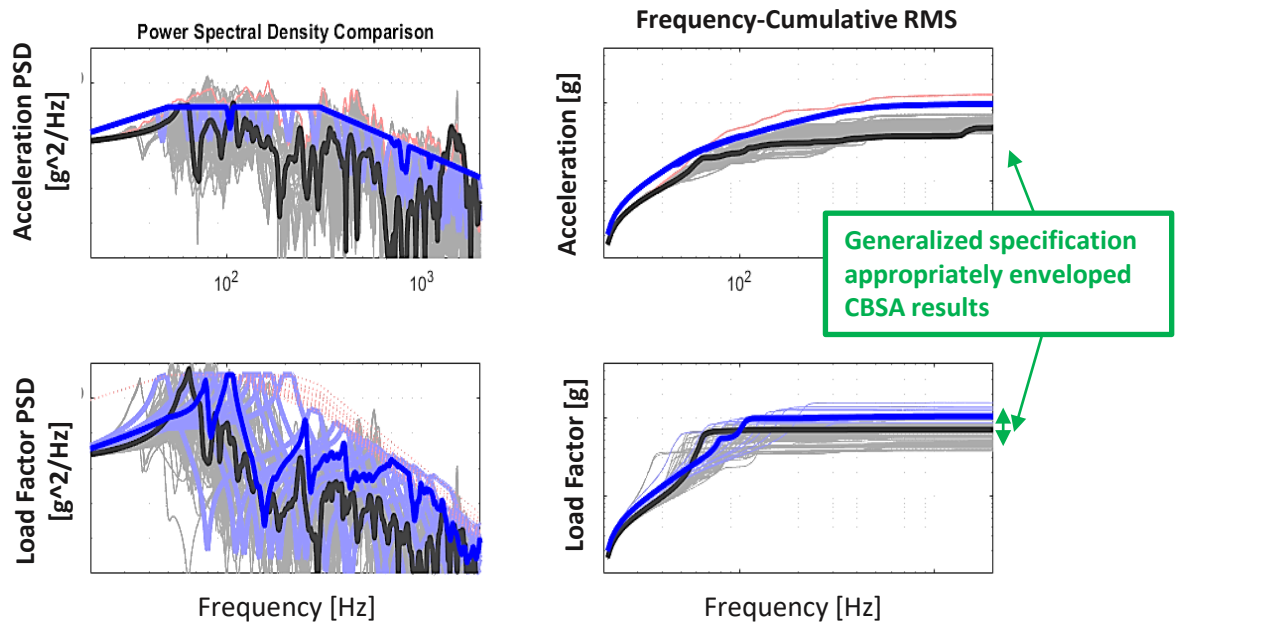 Power Spectral Density Comparison
Frequency-Cumulative RMS
Acceleration PSD
[g^2/Hz]
10^2
10^3
Acceleration [g]
10^2
Generalized specification
appropriately enveloped
CBSA results
Load Factor PSD
[g^2/Hz]
Load Factor [g]
Frequency [Hz]
Frequency [Hz]